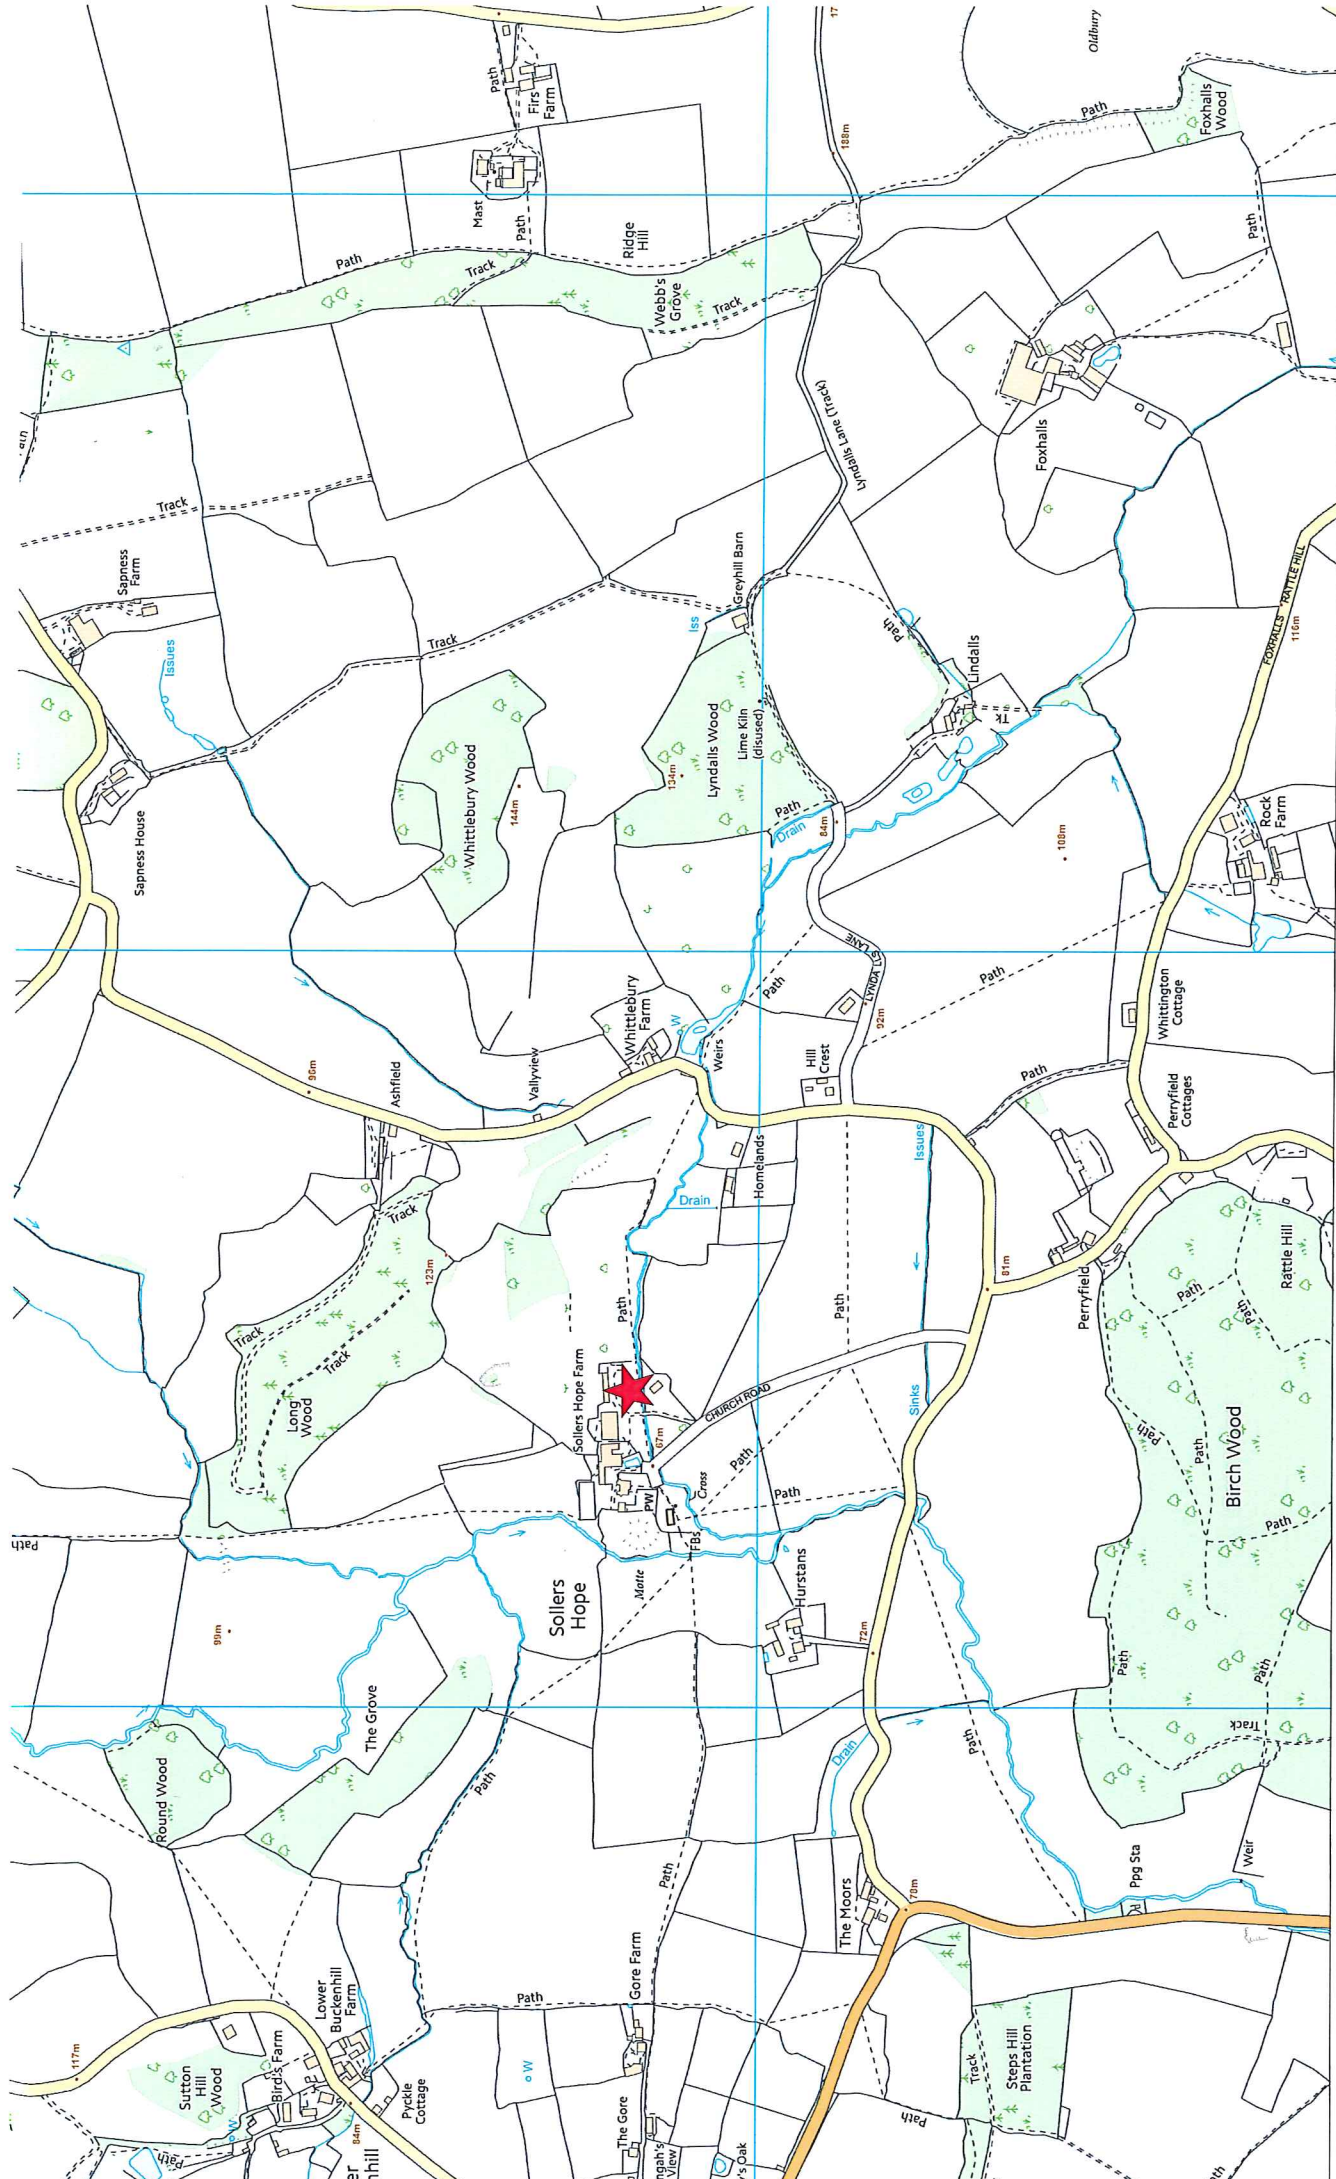 17
Oldbury
Path
Firs
Farm
Path
Foxhalls
Wood
188m
Mast
Path
Ridge
Hill
Path
Path
Track
Webb's
Grove
Track
Lyndalls Lane (Track)
Foxhalls
Track
Sapness
Farm
Issues
Track
Iss
Greyhill Barn
Path
Lindalls
Tk
FOXHALLS
RATTLE HILL
116m
Whittlebury Wood
144m
134m
Lyndalls Wood
Lime Kiln
(disused)
Path
Drain
84m
108m
Rock
Farm
Sapness House
LYNDALLS LANE
Path
Path
92m
Whittlebury
Farm
W
Weirs
Whittington
Cottage
Hill
Crest
Vallyview
96m
Ashfield
Path
Perryfield
Cottages
Homelands
Issues
Drain
Track
123m
Track
Track
Long
Wood
Path
Path
81m
Perryfield
Rattle Hill
Path
Path
Sollers Hope Farm
CHURCH ROAD
67m
Sinks
Path
Path
Birch Wood
Path
Cross
PW
Path
Path
FBs
Motte
Sollers
Hope
Hurstans
72m
99m
Path
Path
The Grove
Track
Round Wood
Path
Drain
Path
Path
The Moors
78m
Ppg Sta
Weir
Gore Farm
Path
Lower
Buckenhill
Farm
117m
Sutton
Hill
Wood
Bird's Farm
Pyckle
Cottage
W
W
84m
Path
The Gore
Track
Steps Hill
Plantation
Path
View